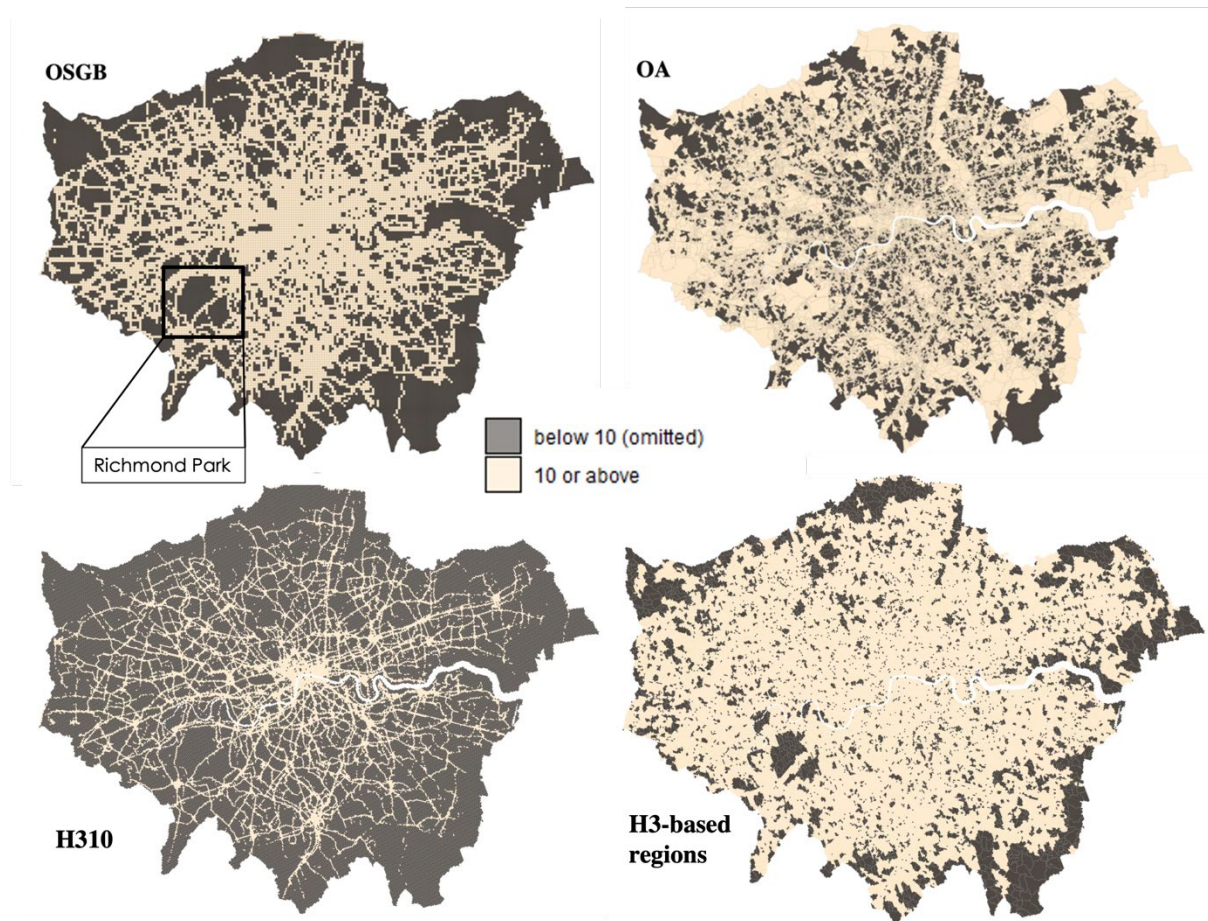 OSGB
OA
Richmond Park
below 10 (omitted)
10 or above
H310
H3-based
regions